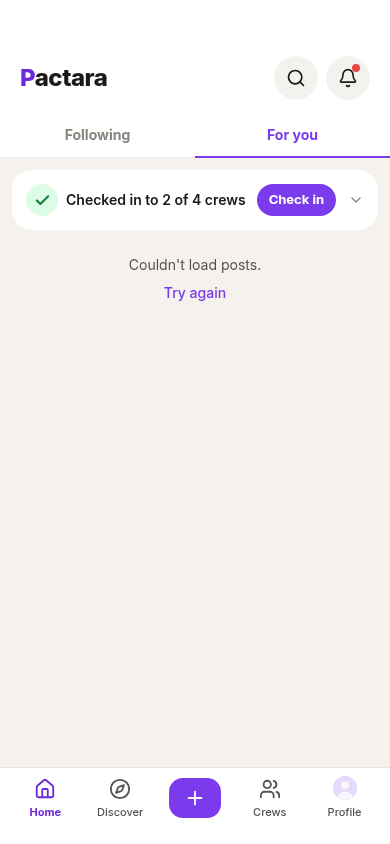 Pactara
Following
For you
Checked in to 2 of 4 crews
Check in
Couldn't load posts.
Try again
Home
Discover
Crews
Profile